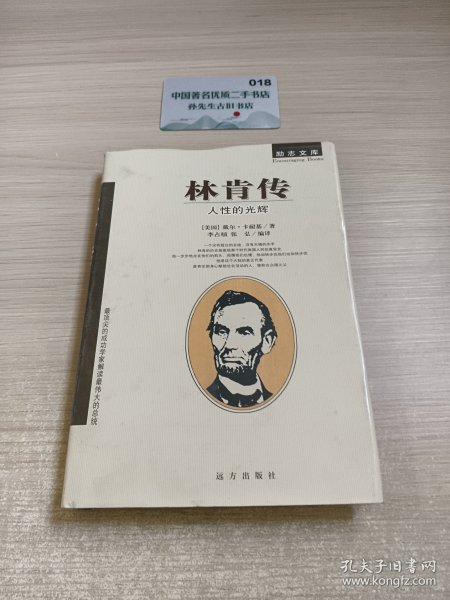 018
中国著名优质二手书店
孙先生古旧书店
励志文库
Encouraging Books
林肯传
人性的光辉
[美国] 戴尔·卡耐基/著
李占顷 张 弘/编译
最顶尖的成功学家解读最伟大的总统
远方出版社
孔夫子旧书网
www.kongfz.com